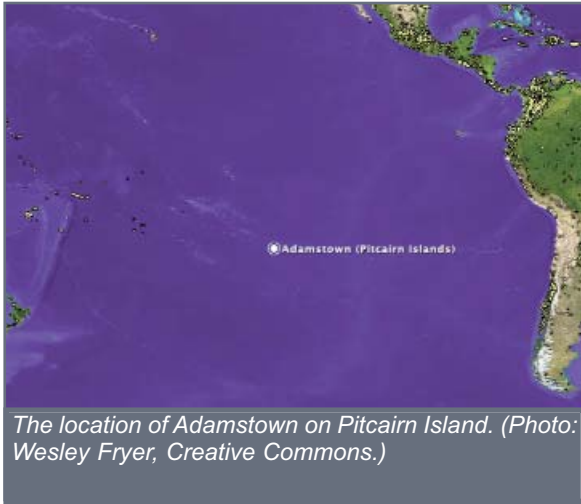 Adamstown (Pitcairn Islands)
The location of Adamstown on Pitcairn Island. (Photo:
Wesley Fryer, Creative Commons.)